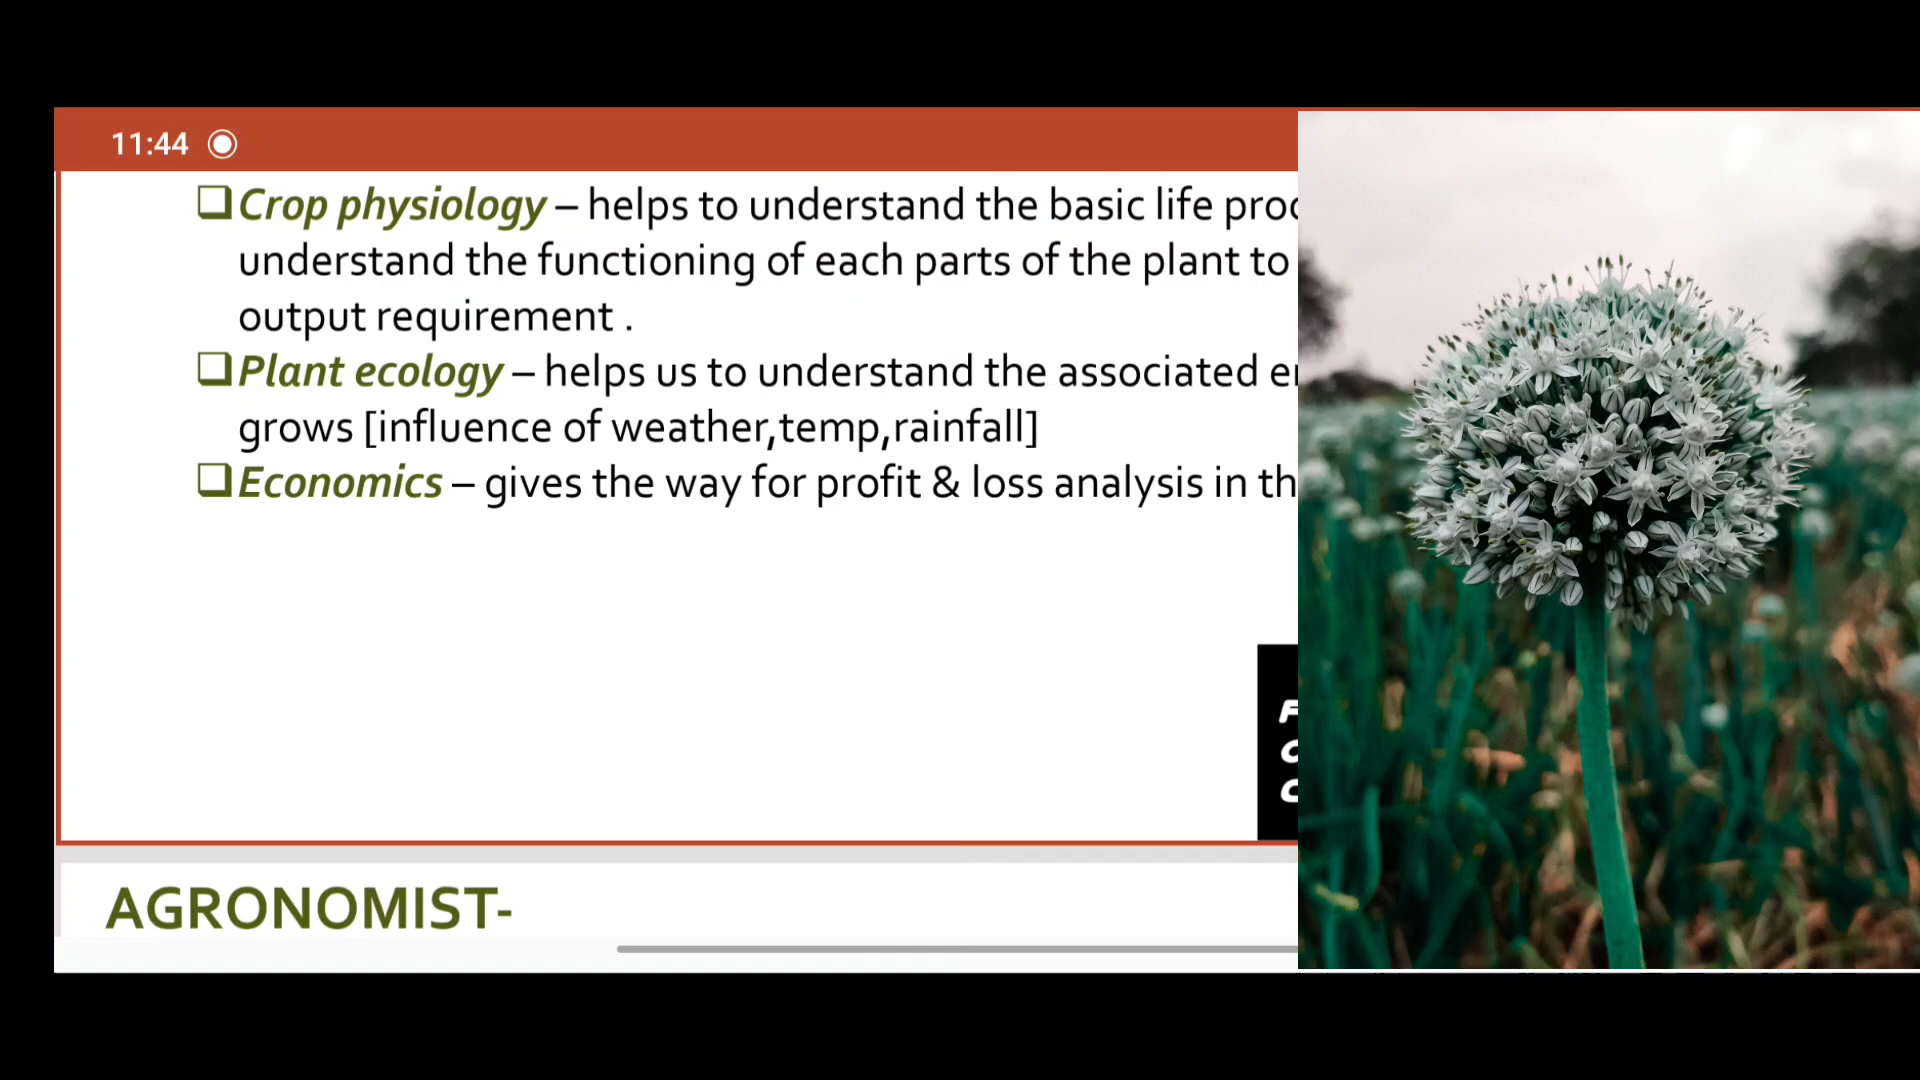 11:44
Crop physiology – helps to understand the basic life
understand the functioning of each parts of the plant to
output requirement .
Plant ecology – helps us to understand the associated
grows [influence of weather,temp,rainfall]
Economics – gives the way for profit & loss analysis in
AGRONOMIST-